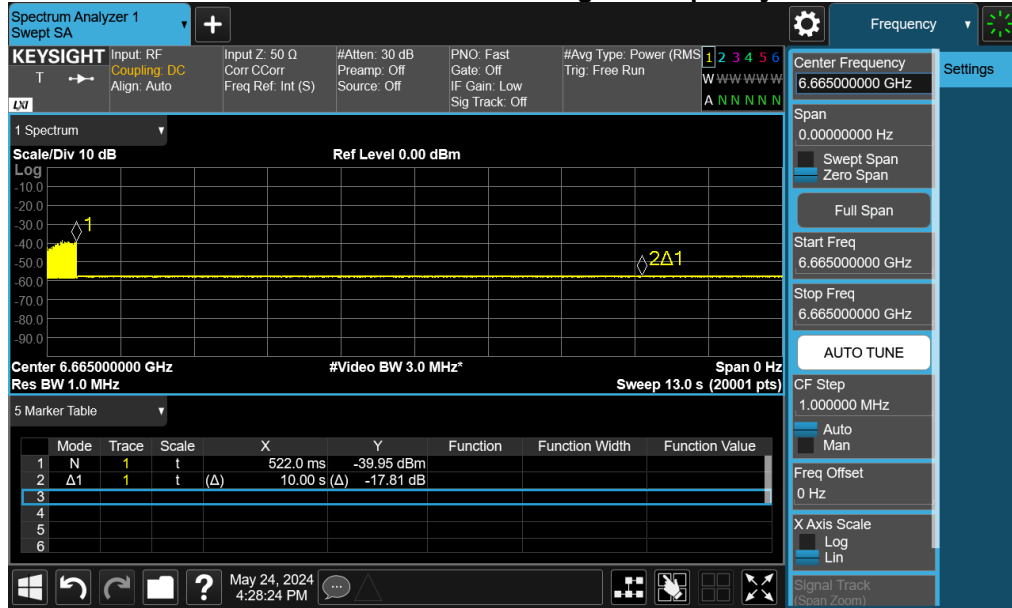 Spectrum Analyzer 1
Swept SA
+
Frequency
KEYSIGHT
T
LXI
Input: RF
Coupling: DC
Align: Auto
Input Z: 50 Ω
Corr CCorr
Freq Ref: Int (S)
#Atten: 30 dB
Preamp: Off
Source: Off
PNO: Fast
Gate: Off
IF Gain: Low
Sig Track: Off
#Avg Type: Power (RMS
Trig: Free Run
1 2 3 4 5 6
W W W W W W
A N N N N N
1 Spectrum
Scale/Div 10 dB
Ref Level 0.00 dBm
Log
-10.0
-20.0
-30.0
-40.0
-50.0
-60.0
-70.0
-80.0
-90.0
1
2Δ1
Center 6.665000000 GHz
#Video BW 3.0 MHz*
Span 0 Hz
Res BW 1.0 MHz
Sweep 13.0 s (20001 pts)
5 Marker Table
Mode Trace Scale X Y Function Function Width Function Value
1 N 1 t 522.0 ms -39.95 dBm
2 Δ1 1 t (Δ) 10.00 s (Δ) -17.81 dB
3
4
5
6
?
May 24, 2024
4:28:24 PM
Center Frequency
6.665000000 GHz
Settings
Span
0.00000000 Hz
Swept Span
Zero Span
Full Span
Start Freq
6.665000000 GHz
Stop Freq
6.665000000 GHz
AUTO TUNE
CF Step
1.000000 MHz
Auto
Man
Freq Offset
0 Hz
X Axis Scale
Log
Lin
Signal Track
(Span Zoom)